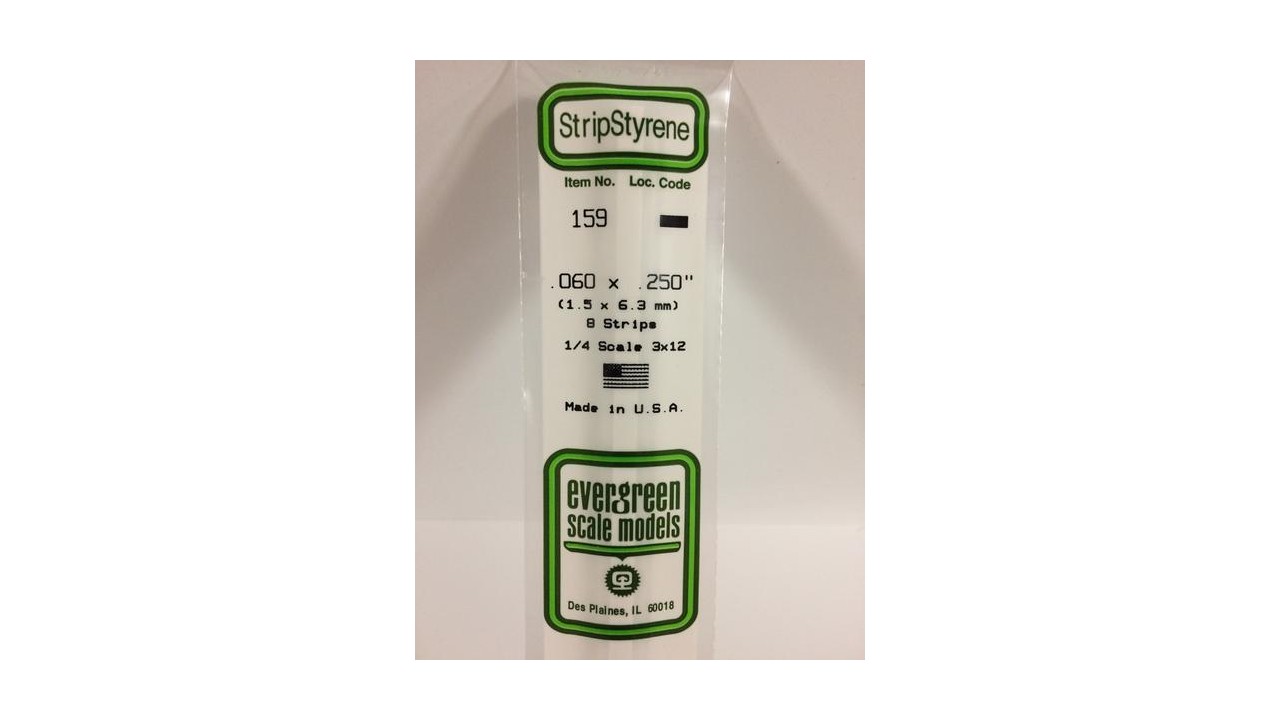 StripStyrene
Item No. Loc. Code
159
.060 x .250"
(1.5 x 6.3 mm)
8 Strips
1/4 Scale 3x12
Made in U.S.A.
evergreen
scale models
Des Plaines, IL 60018